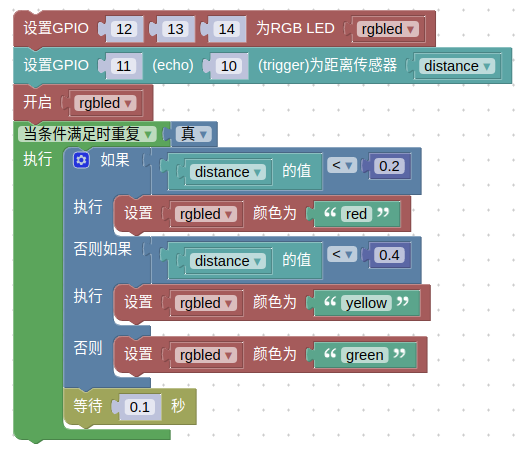 设置GPIO 12 13 14 为RGB LED rgbled
设置GPIO 11 (echo) 10 (trigger)为距离传感器 distance
开启 rgbled
当条件满足时重复 真
执行 如果 distance 的值 < 0.2
执行 设置 rgbled 颜色为 “ red ”
否则如果 distance 的值 < 0.4
执行 设置 rgbled 颜色为 “ yellow ”
否则 设置 rgbled 颜色为 “ green ”
等待 0.1 秒